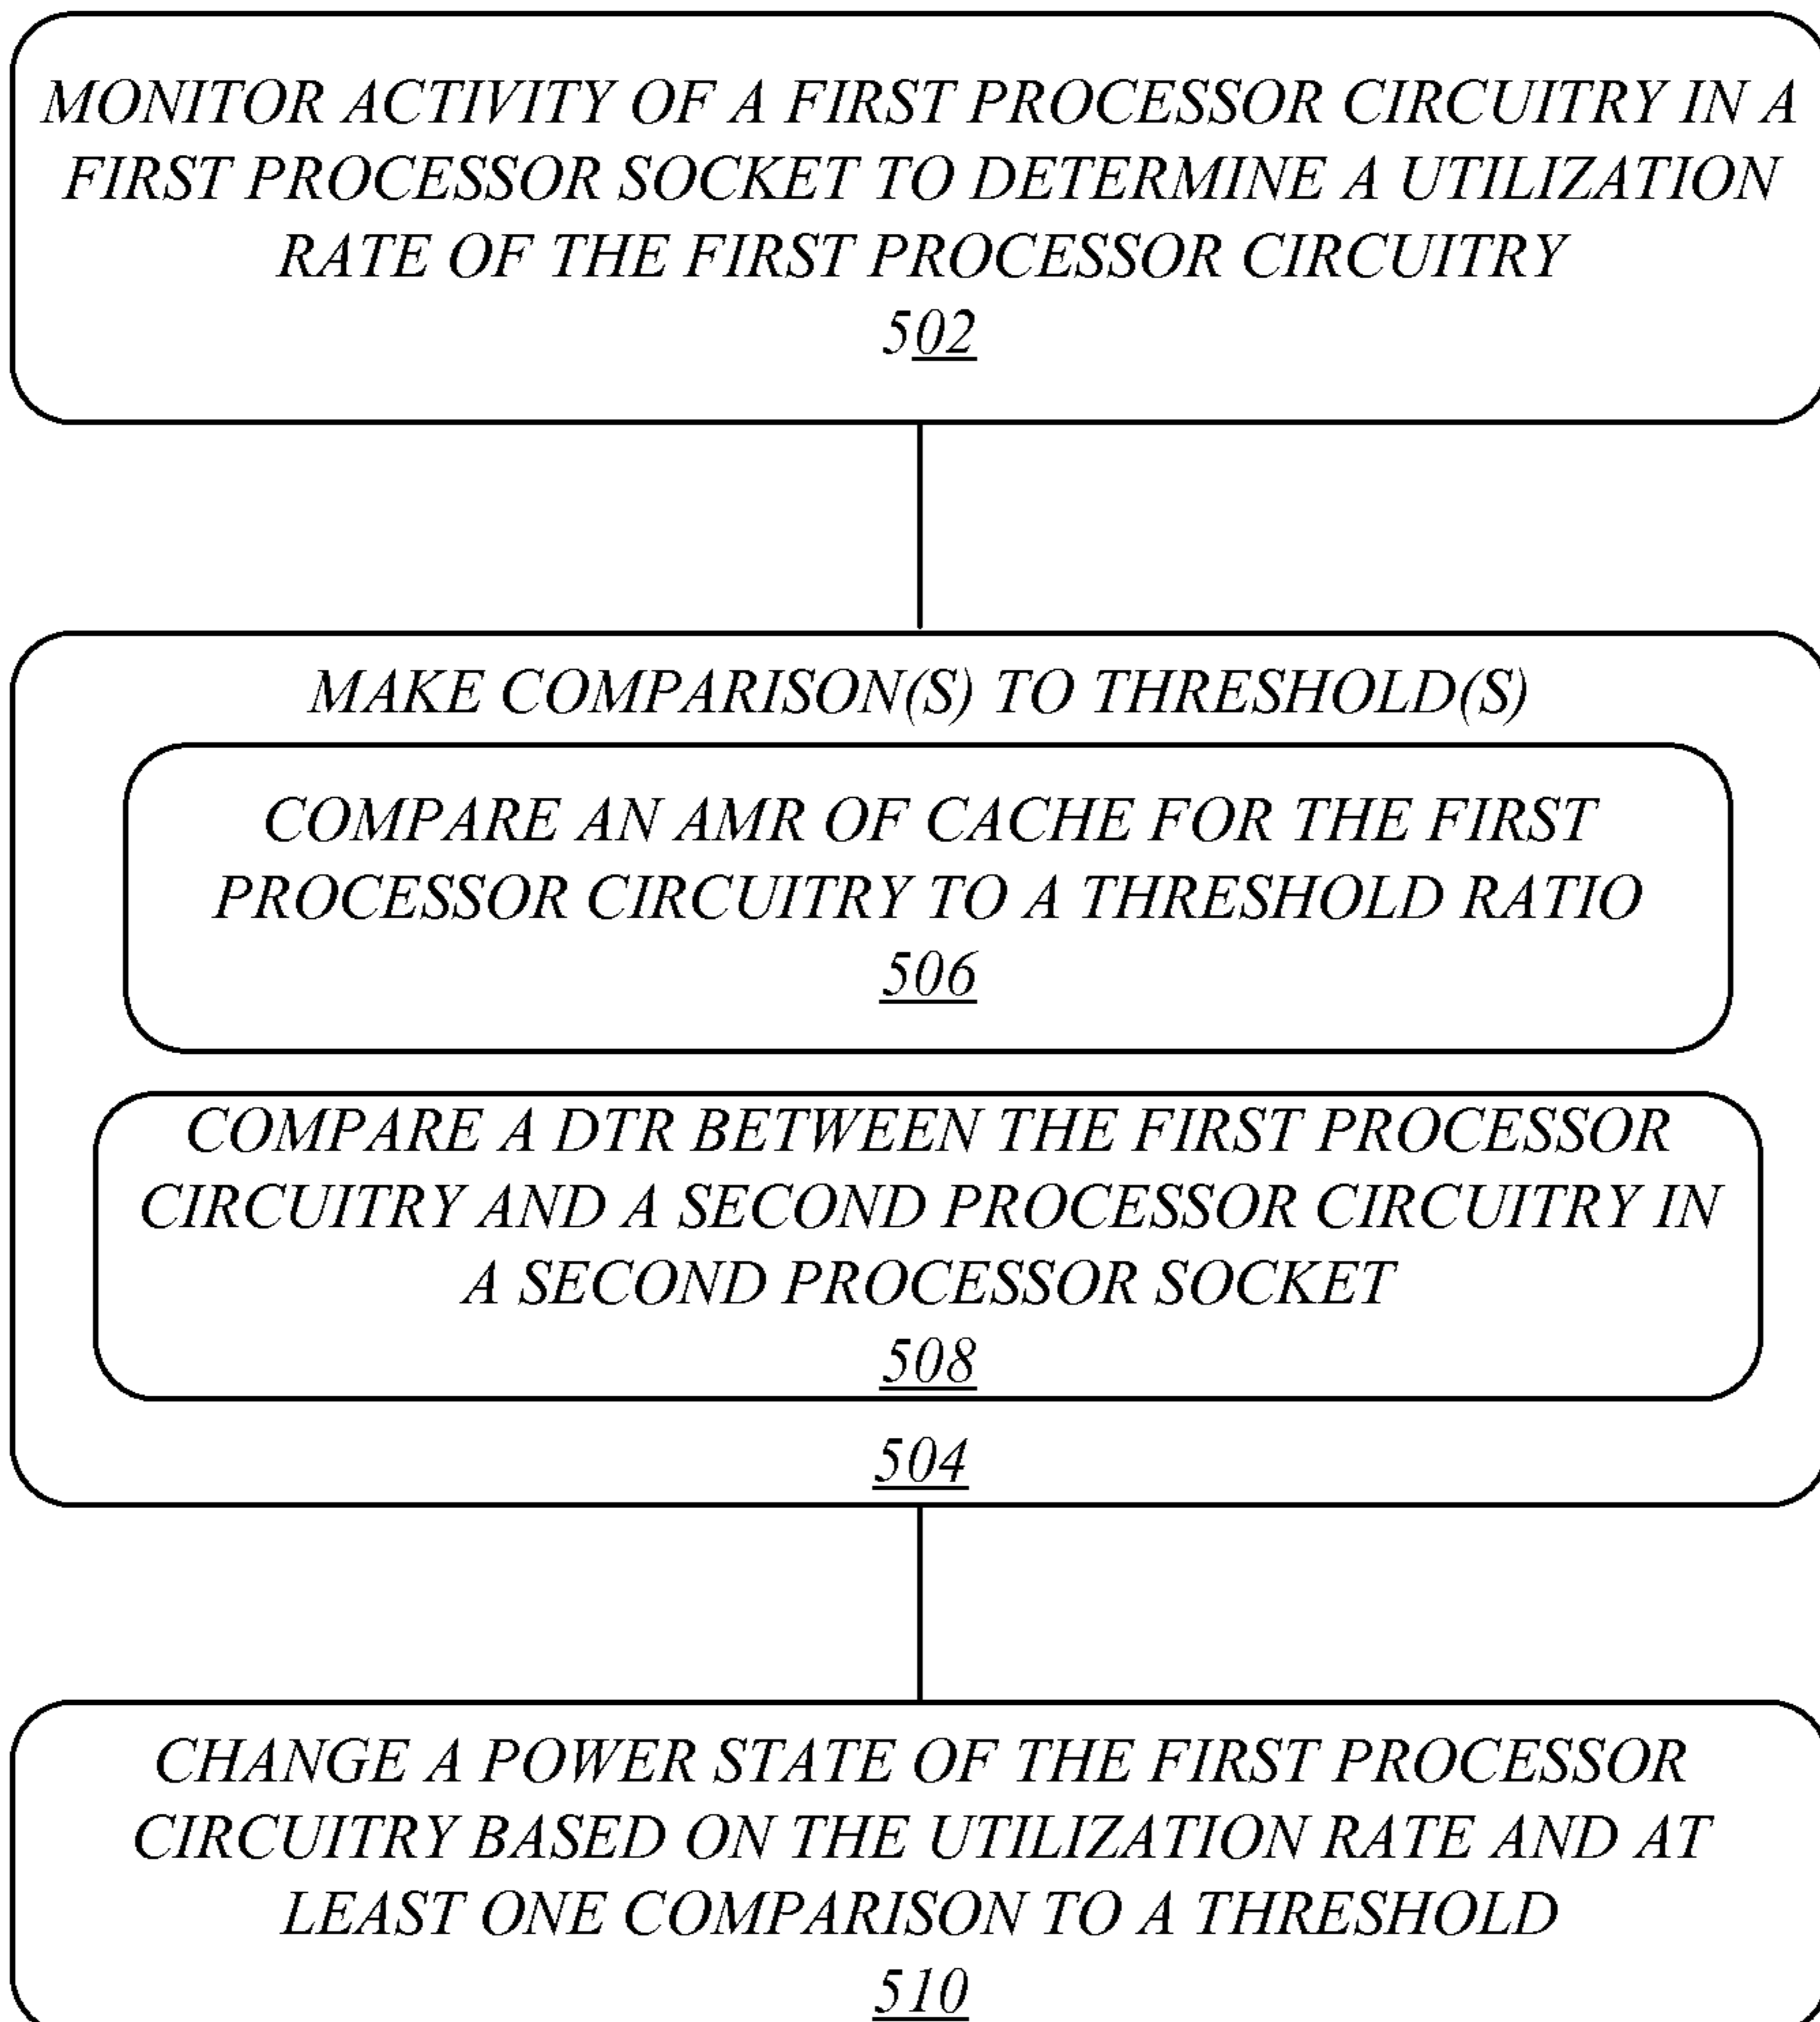 MONITOR ACTIVITY OF A FIRST PROCESSOR CIRCUITRY IN A
FIRST PROCESSOR SOCKET TO DETERMINE A UTILIZATION
RATE OF THE FIRST PROCESSOR CIRCUITRY
502
MAKE COMPARISON(S) TO THRESHOLD(S)
COMPARE AN AMR OF CACHE FOR THE FIRST
PROCESSOR CIRCUITRY TO A THRESHOLD RATIO
506
COMPARE A DTR BETWEEN THE FIRST PROCESSOR
CIRCUITRY AND A SECOND PROCESSOR CIRCUITRY IN
A SECOND PROCESSOR SOCKET
508
504
CHANGE A POWER STATE OF THE FIRST PROCESSOR
CIRCUITRY BASED ON THE UTILIZATION RATE AND AT
LEAST ONE COMPARISON TO A THRESHOLD
510